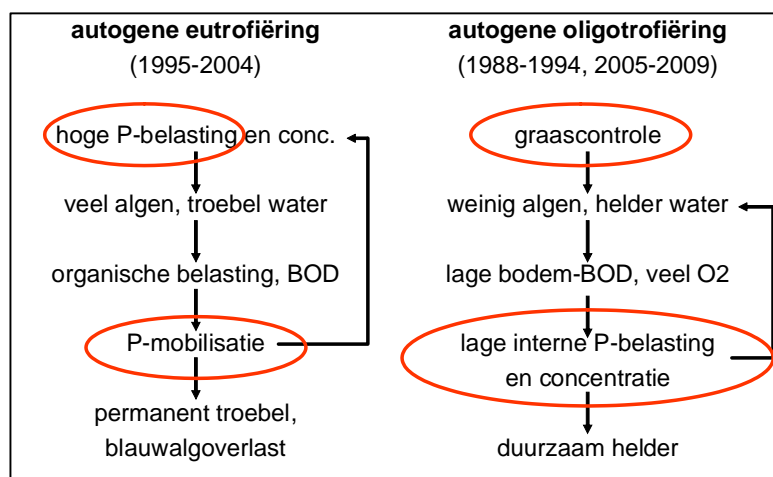 autogene eutrofiëring
(1995-2004)
hoge P-belasting en conc.
veel algen, troebel water
organische belasting, BOD
P-mobilisatie
permanent troebel,
blauwalgoverlast
autogene oligotrofiëring
(1988-1994, 2005-2009)
graascontrole
weinig algen, helder water
lage bodem-BOD, veel O2
lage interne P-belasting
en concentratie
duurzaam helder